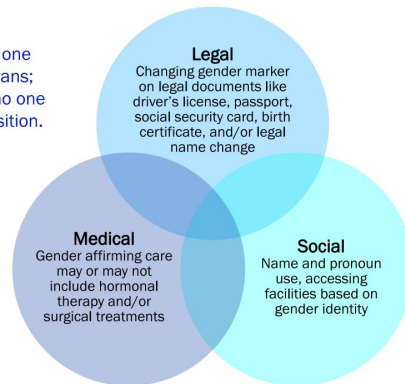 one
ans;
no one
sition.
Legal
Changing gender marker
on legal documents like
driver's license, passport,
social security card, birth
certificate, and/or legal
name change
Medical
Gender affirming care
may or may not
include hormonal
therapy and/or
surgical treatments
Social
Name and pronoun
use, accessing
facilities based on
gender identity